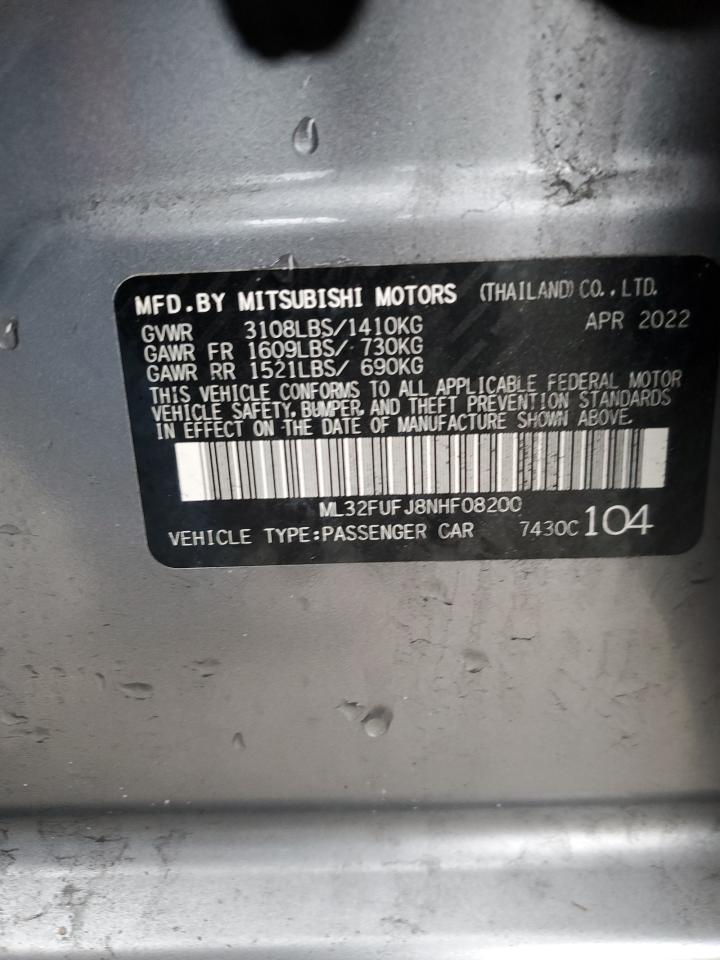 MFD.BY MITSUBISHI MOTORS (THAILAND) CO., LTD.
GVWR 3108LBS/1410KG APR 2022
GAWR FR 1609LBS/ 730KG
GAWR RR 1521LBS/ 690KG
THIS VEHICLE CONFORMS TO ALL APPLICABLE FEDERAL MOTOR
VEHICLE SAFETY, BUMPER, AND THEFT PREVENTION STANDARDS
IN EFFECT ON THE DATE OF MANUFACTURE SHOWN ABOVE.
ML32FUFJ8NHF08200
VEHICLE TYPE:PASSENGER CAR 7430C 104